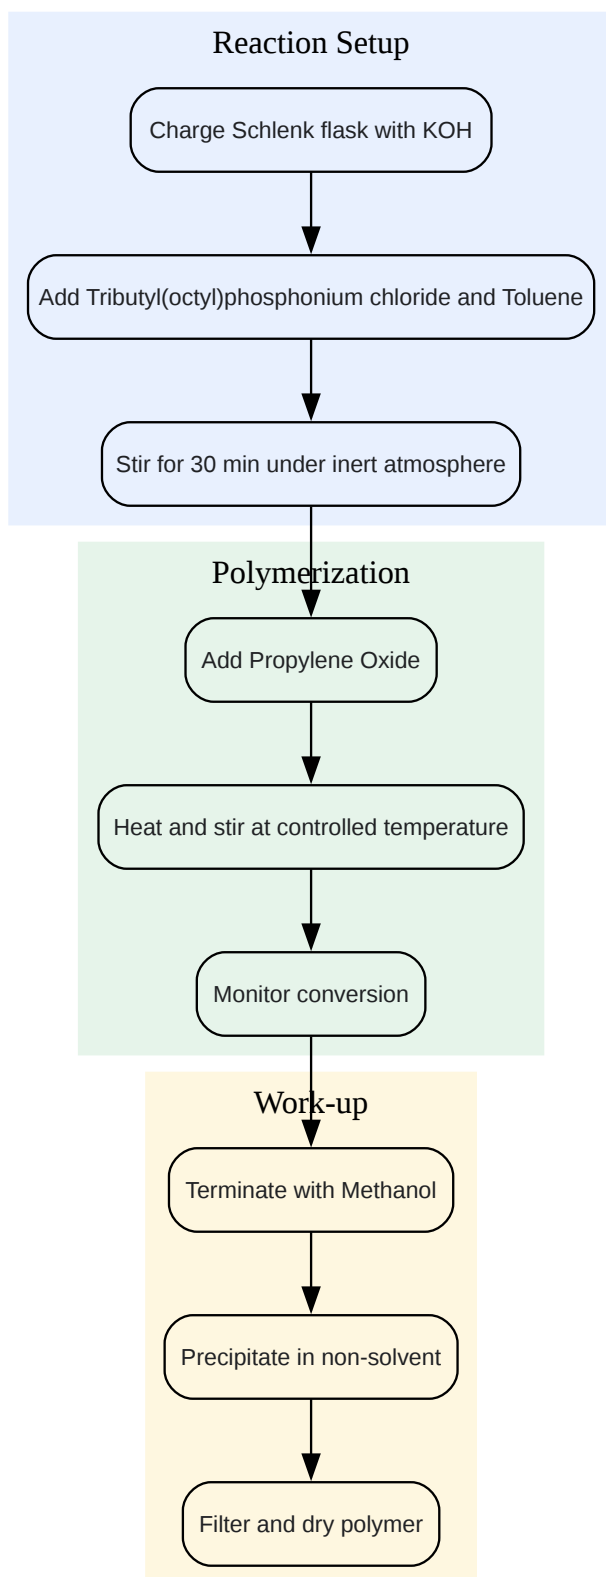 Reaction Setup
Charge Schlenk flask with KOH
Add Tributyl(octyl)phosphonium chloride and Toluene
Stir for 30 min under inert atmosphere
Polymerization
Add Propylene Oxide
Heat and stir at controlled temperature
Monitor conversion
Work-up
Terminate with Methanol
Precipitate in non-solvent
Filter and dry polymer